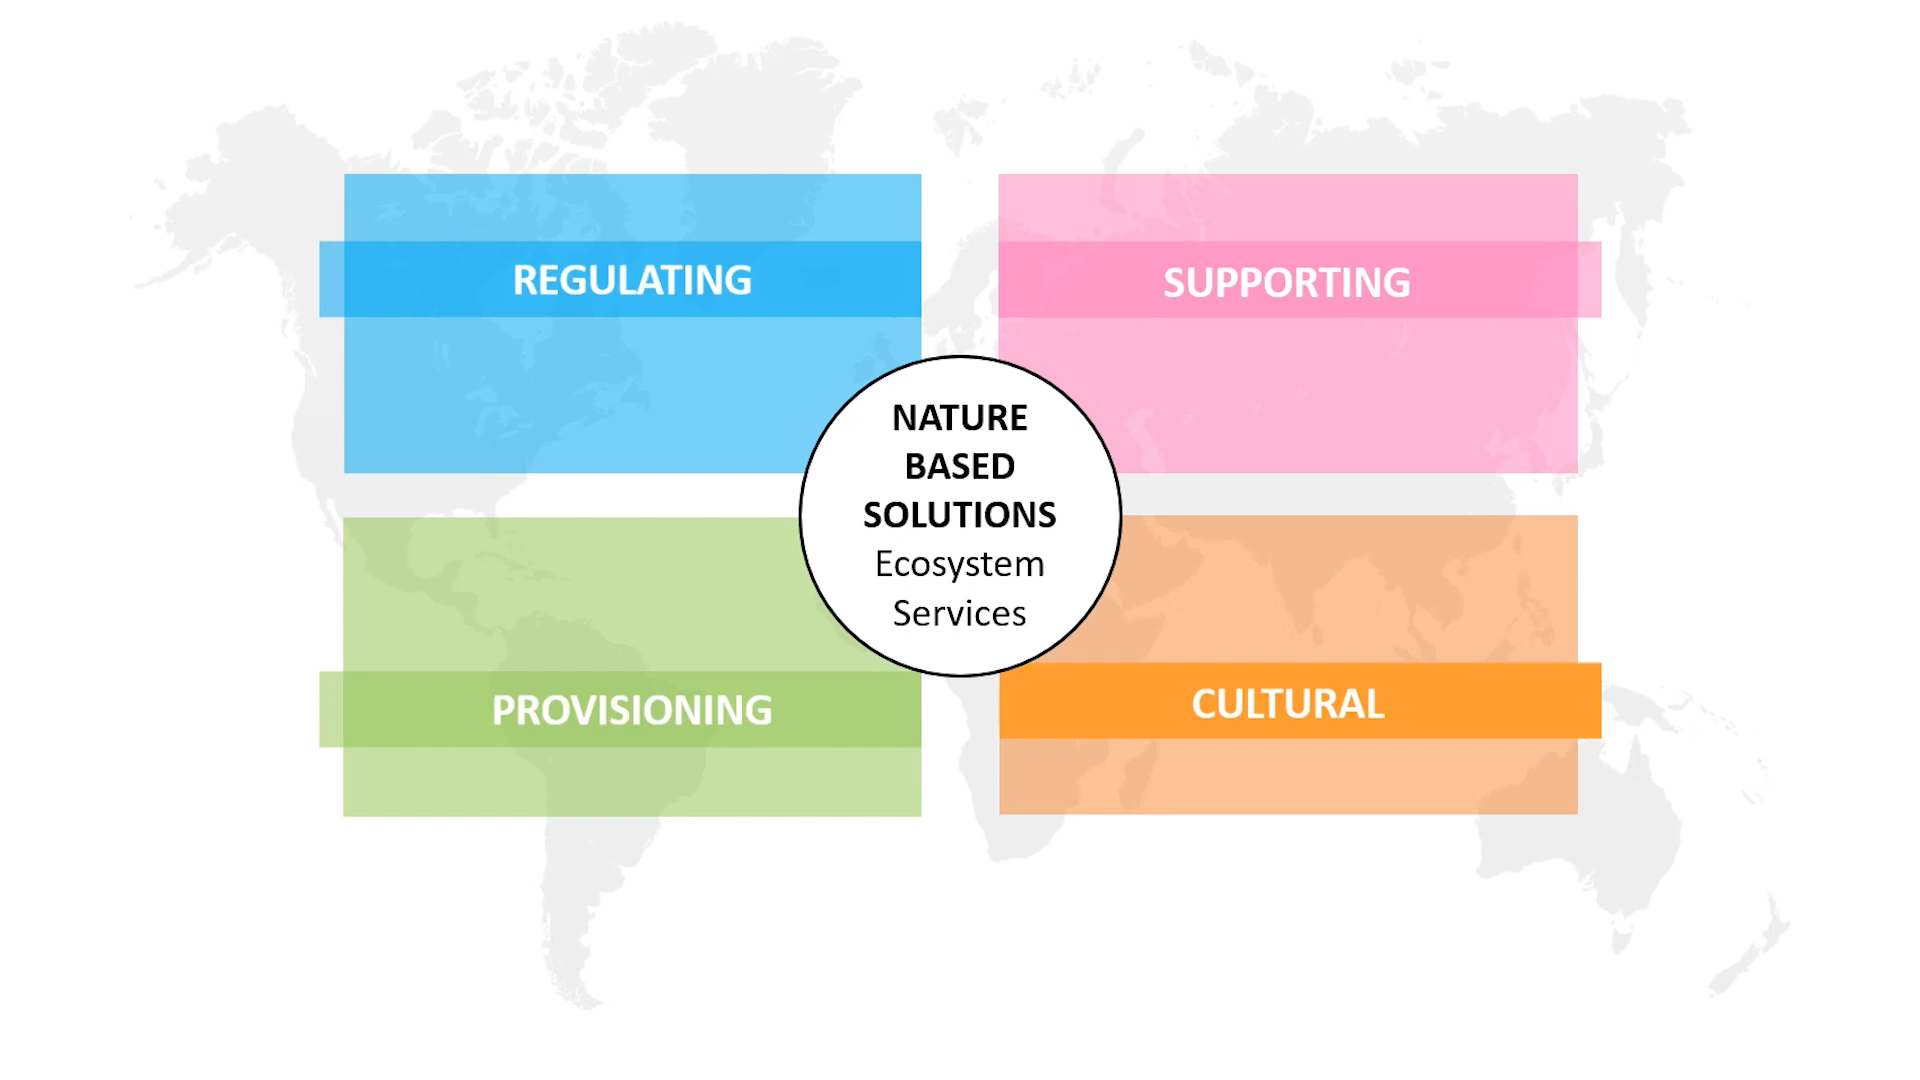 REGULATING
SUPPORTING
NATURE
BASED
SOLUTIONS
Ecosystem
Services
PROVISIONING
CULTURAL